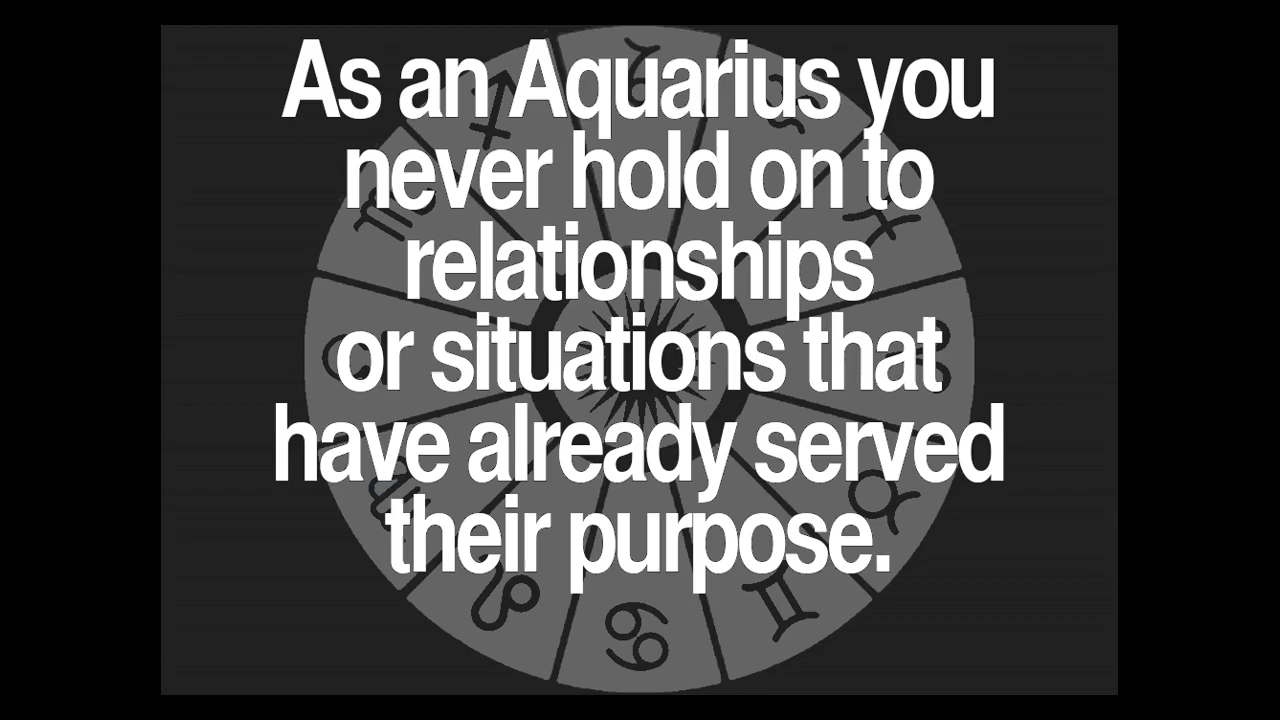 As an Aquarius you
never hold on to
relationships
or situations that
have already served
their purpose.